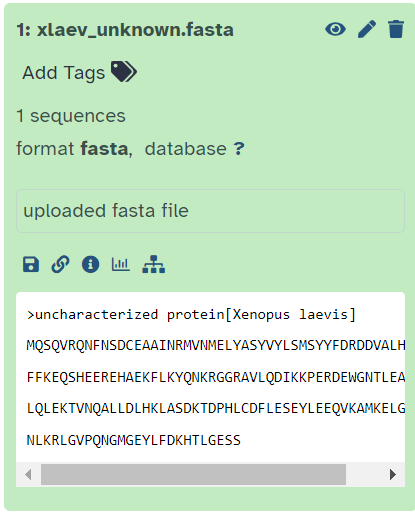 1: xlaev_unknown.fasta
Add Tags
1 sequences
format fasta, database ?
uploaded fasta file
>uncharacterized protein[Xenopus laevis]
MQSQVRQNFNSDCEAAINRMVNMELYASYVYLSMSYYFDRDDVALH
FFKEQSHEEREHAEKFLKYQNKRGGRAVLQDIKKPERDEWGNTLEA
LQLEKTVNQALLDLHKLASDKTDPHLCDFLESEYLEEQVKAMKELG
NLKRLGVPQNGMGEYLFDKHTLGESS